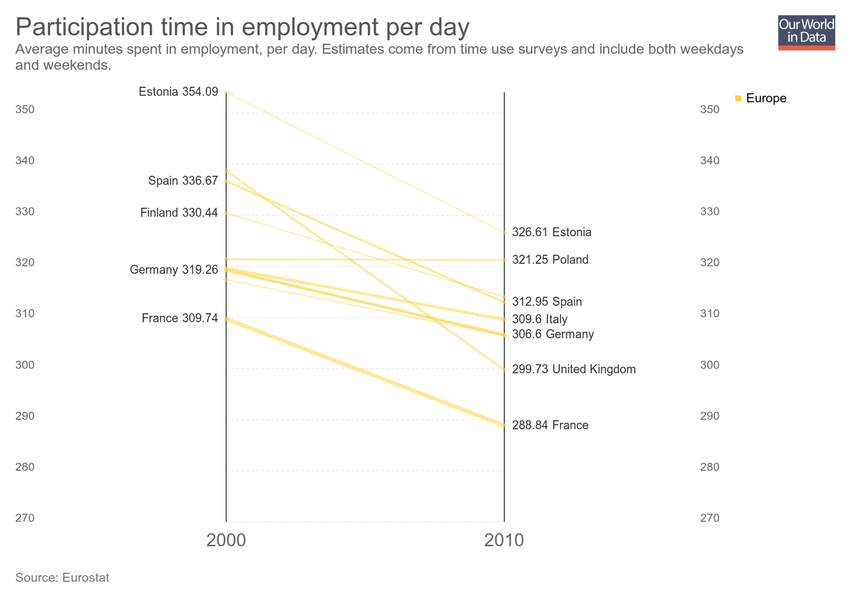 Participation time in employment per day
Our World
in Data
Average minutes spent in employment, per day. Estimates come from time use surveys and include both weekdays
and weekends.
Estonia 354.09
Europe
350
350
340
340
Spain 336.67
330
Finland 330.44
330
326.61 Estonia
320
321.25 Poland
320
Germany 319.26
312.95 Spain
310
France 309.74
309.6 Italy
310
306.6 Germany
300
299.73 United Kingdom
300
290
288.84 France
290
280
280
270
270
2000
2010
Source: Eurostat